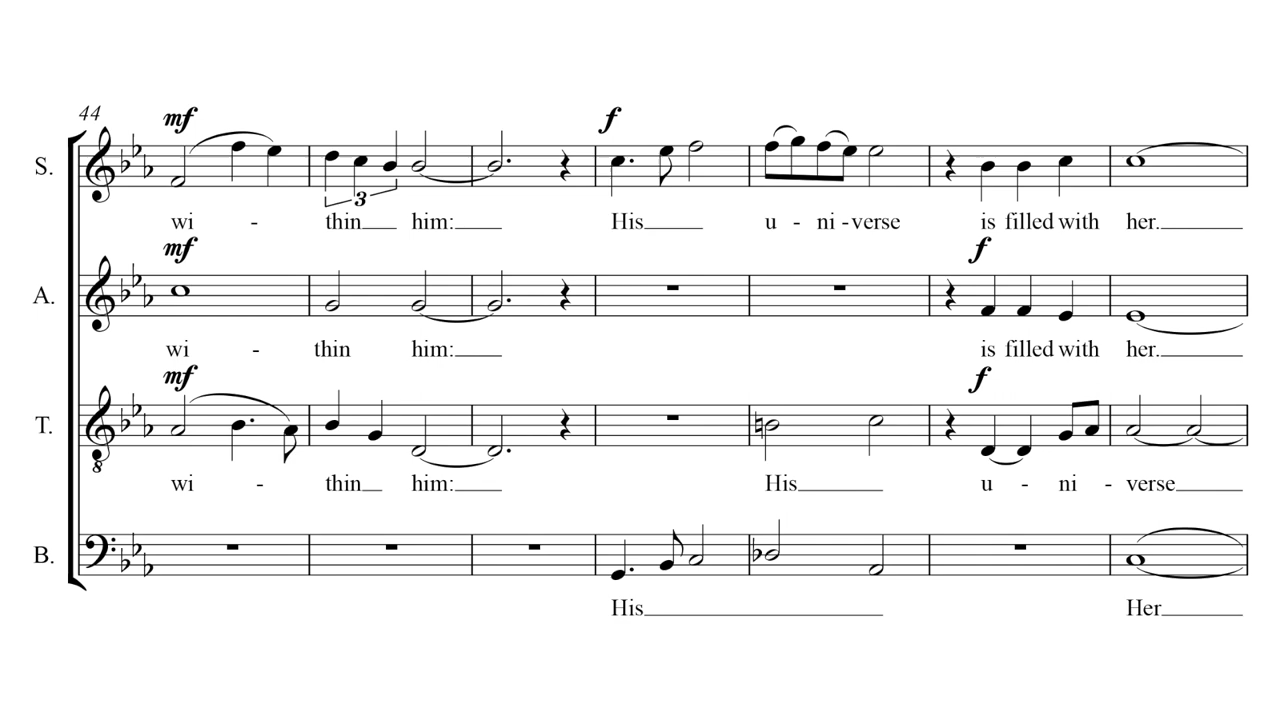 44
mf f
S.
3
wi - thin him: His u - ni - verse is filled with her.
mf f
A.
wi - thin him: is filled with her.
mf f
T.
wi - thin him: His u - ni - verse
B.
His Her